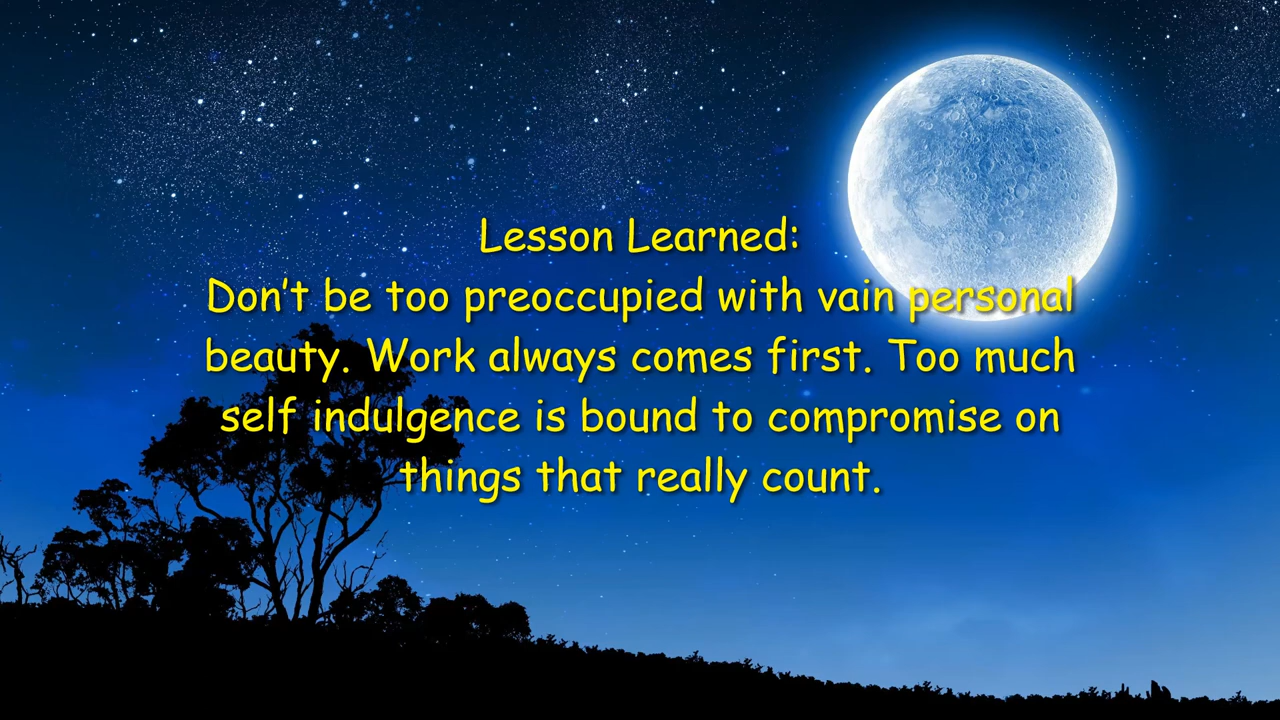 Lesson Learned:
Don't be too preoccupied with vain personal
beauty. Work always comes first. Too much
self indulgence is bound to compromise on
things that really count.